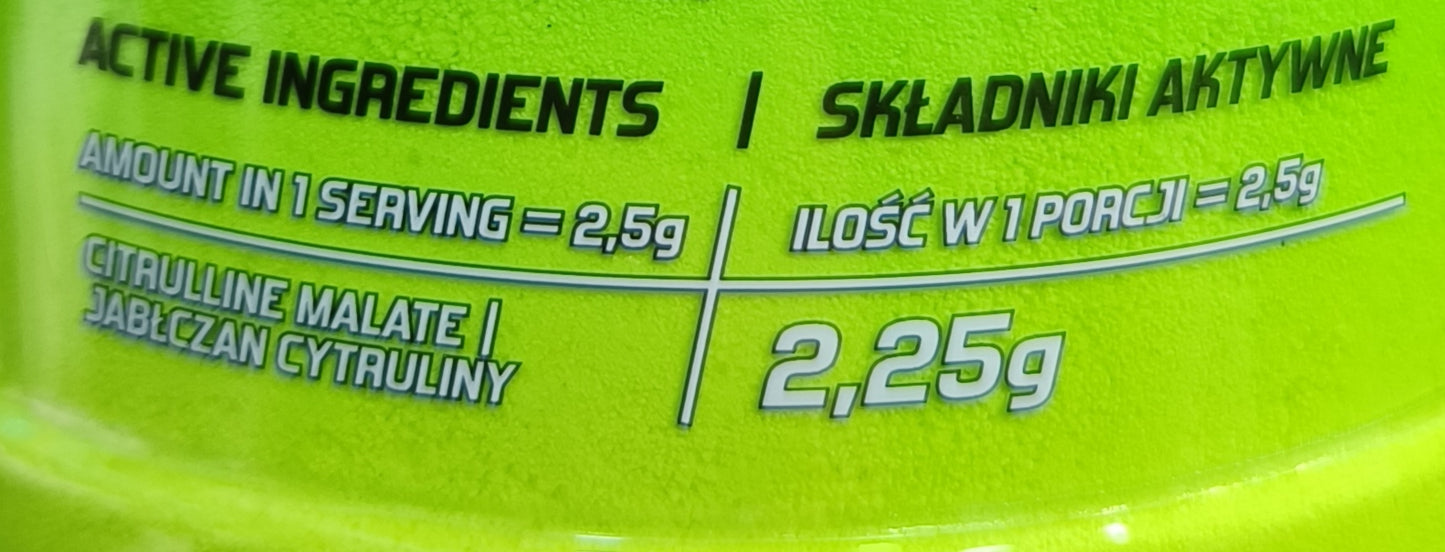 ACTIVE INGREDIENTS | SKŁADNIKI AKTYWNE
AMOUNT IN 1 SERVING = 2,5g | ILOŚĆ W 1 PORCJI = 2,5g
CITRULLINE MALATE |
JABŁCZAN CYTRULINY
2,25g